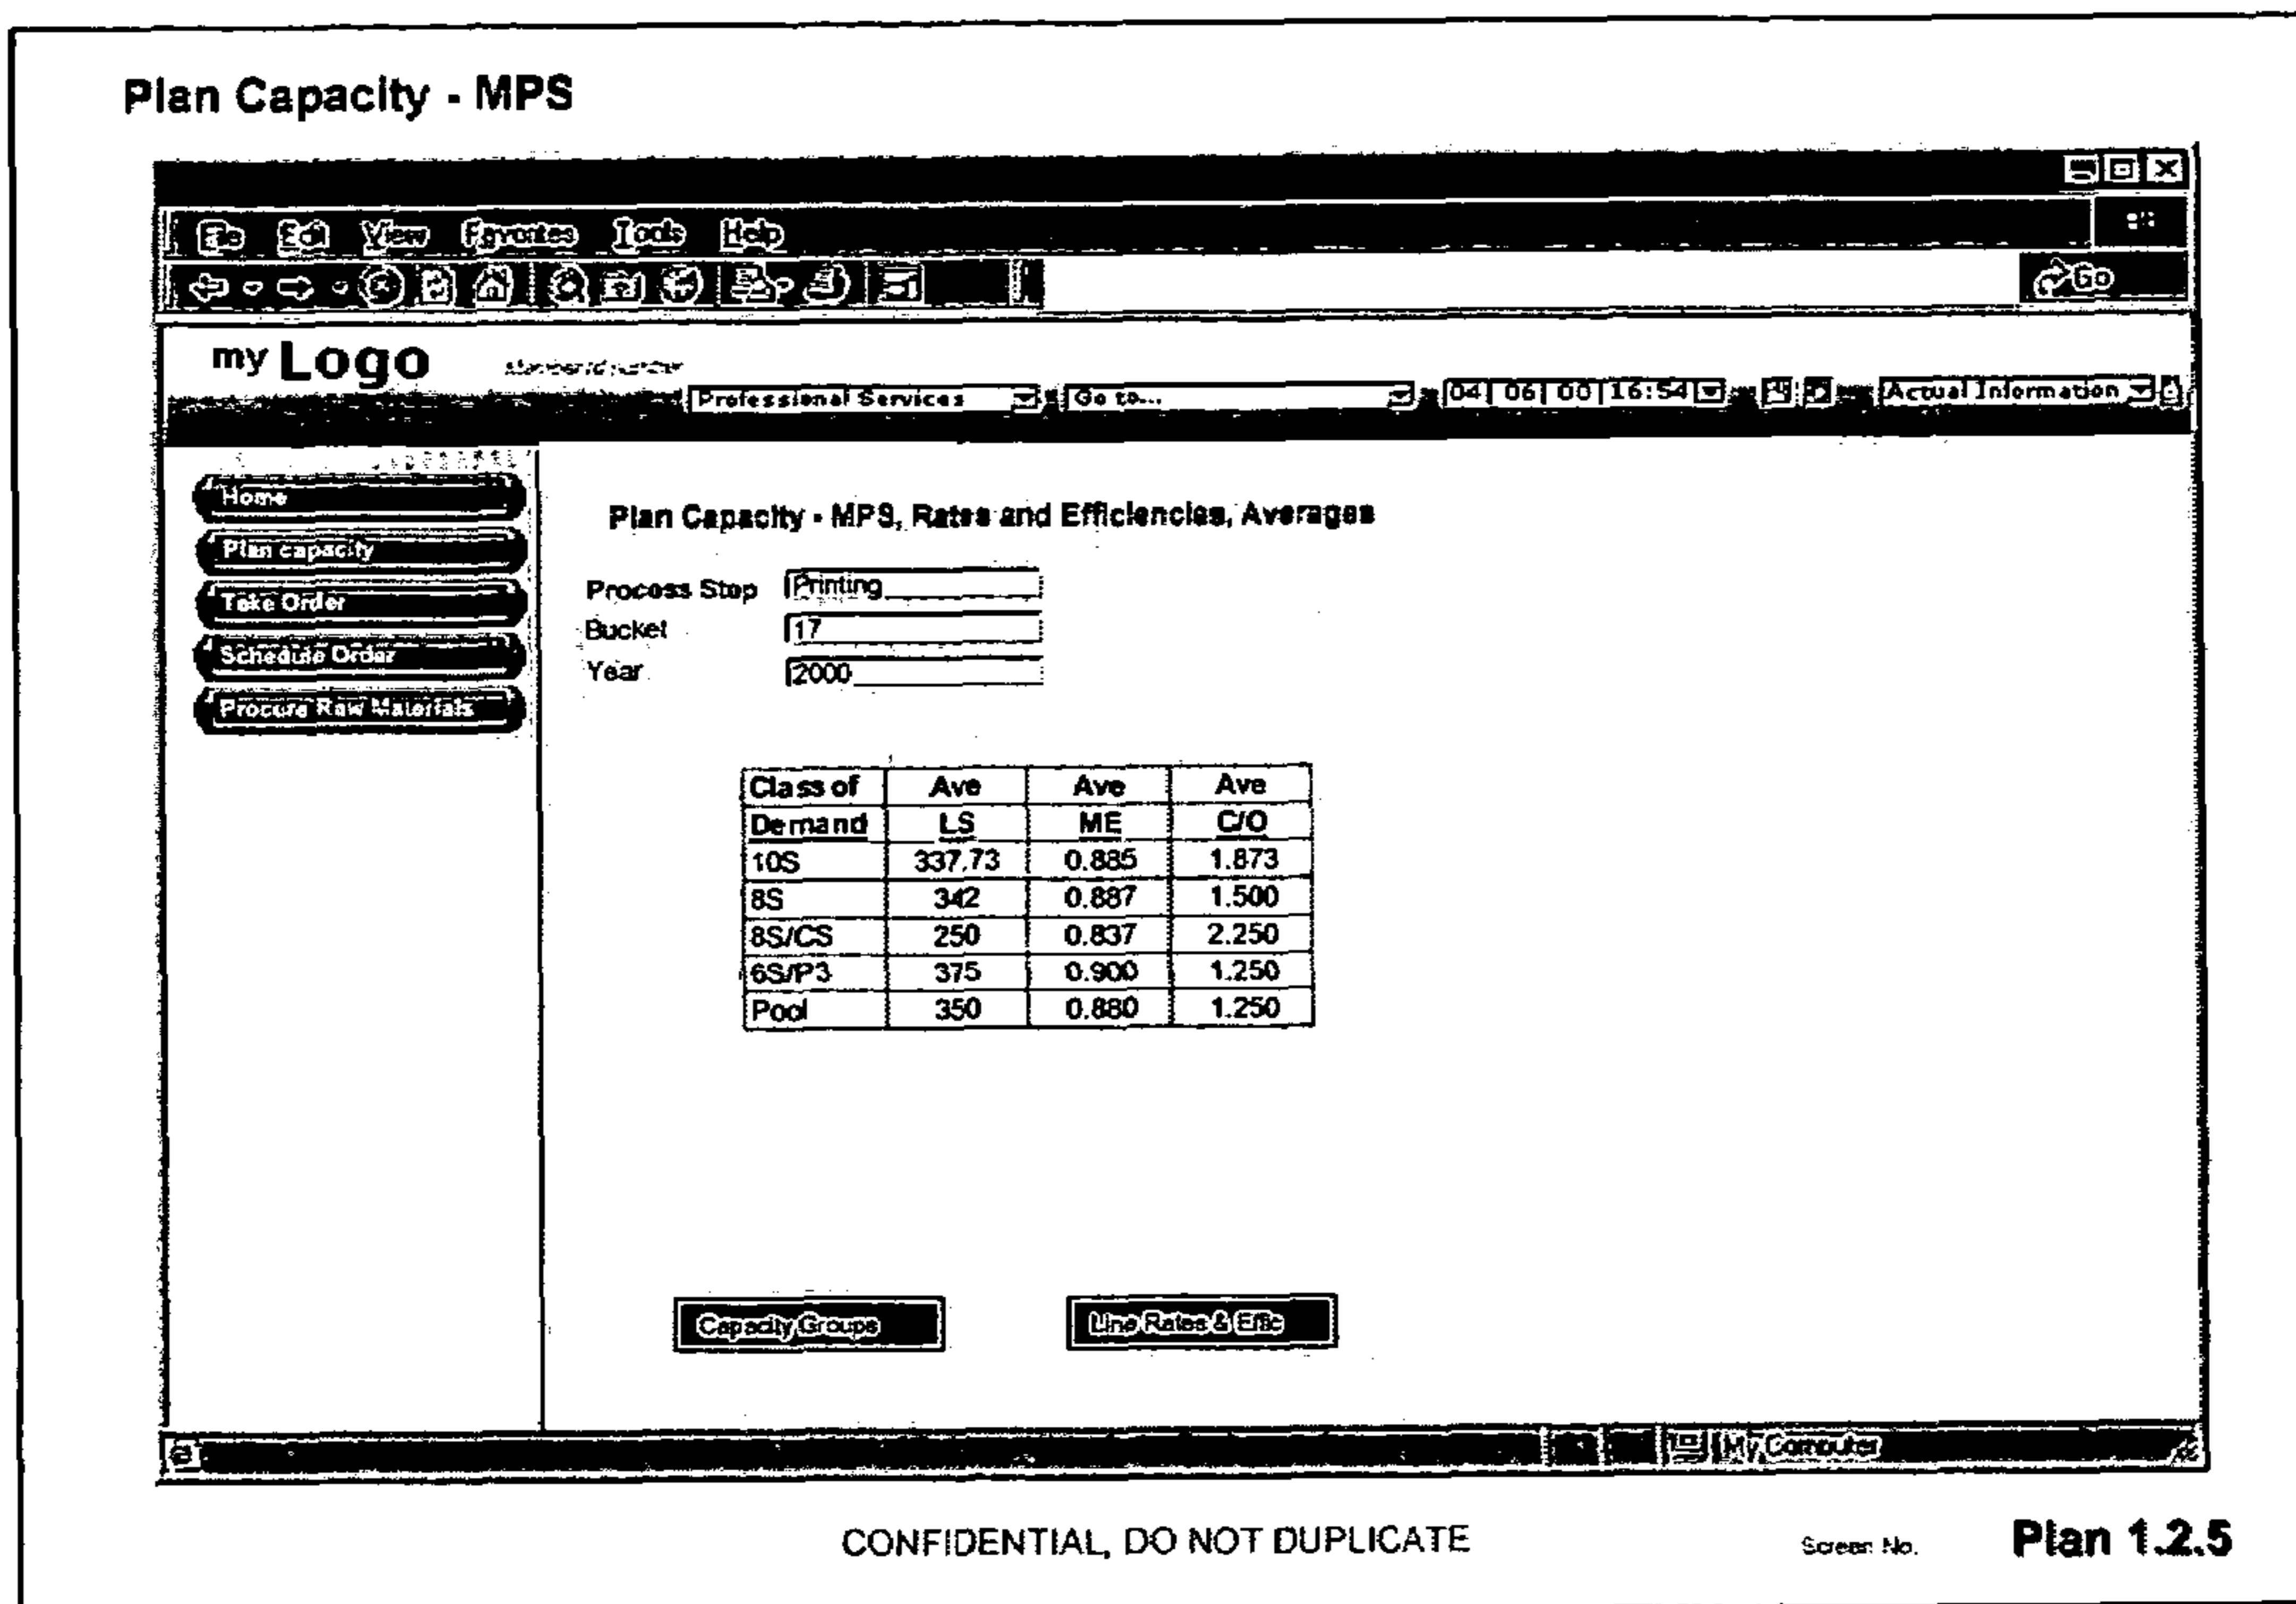 Plan Capacity - MPS
File Edit View Favorites Tools Help
Go
my Logo
Member id number
Professional Services Go to... 04 06 00 16:54 Actual Information
Home
Plan capacity
Take Order
Schedule Order
Procure Raw Materials
Plan Capacity - MPS, Rates and Efficiencies, Averages
Process Step Printing
Bucket 17
Year 2000
Class of Ave Ave Ave
Demand LS ME C/O
10S 337.73 0.885 1.873
8S 342 0.887 1.500
8S/CS 250 0.837 2.250
6S/P3 375 0.900 1.250
Pool 350 0.880 1.250
Capacity Groups Line Rates & Effic
My Computer
CONFIDENTIAL, DO NOT DUPLICATE Screen No. Plan 1.2.5